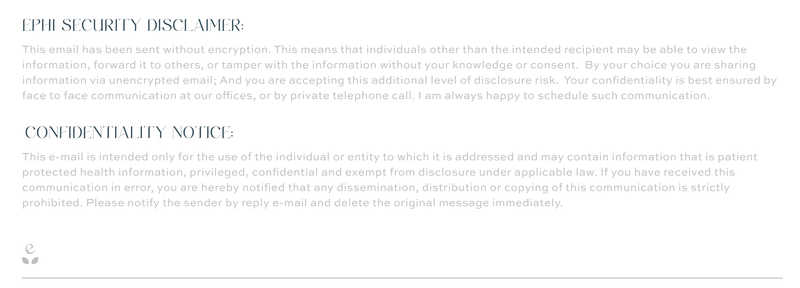 EPHI SECURITY DISCLAIMER:
This email has been sent without encryption. This means that individuals other than the intended recipient may be able to view the
information, forward it to others, or tamper with the information without your knowledge or consent.  By your choice you are sharing
information via unencrypted email; And you are accepting this additional level of disclosure risk.  Your confidentiality is best ensured by
face to face communication at our offices, or by private telephone call. I am always happy to schedule such communication.
CONFIDENTIALITY NOTICE:
This e-mail is intended only for the use of the individual or entity to which it is addressed and may contain information that is patient
protected health information, privileged, confidential and exempt from disclosure under applicable law. If you have received this
communication in error, you are hereby notified that any dissemination, distribution or copying of this communication is strictly
prohibited. Please notify the sender by reply e-mail and delete the original message immediately.
e